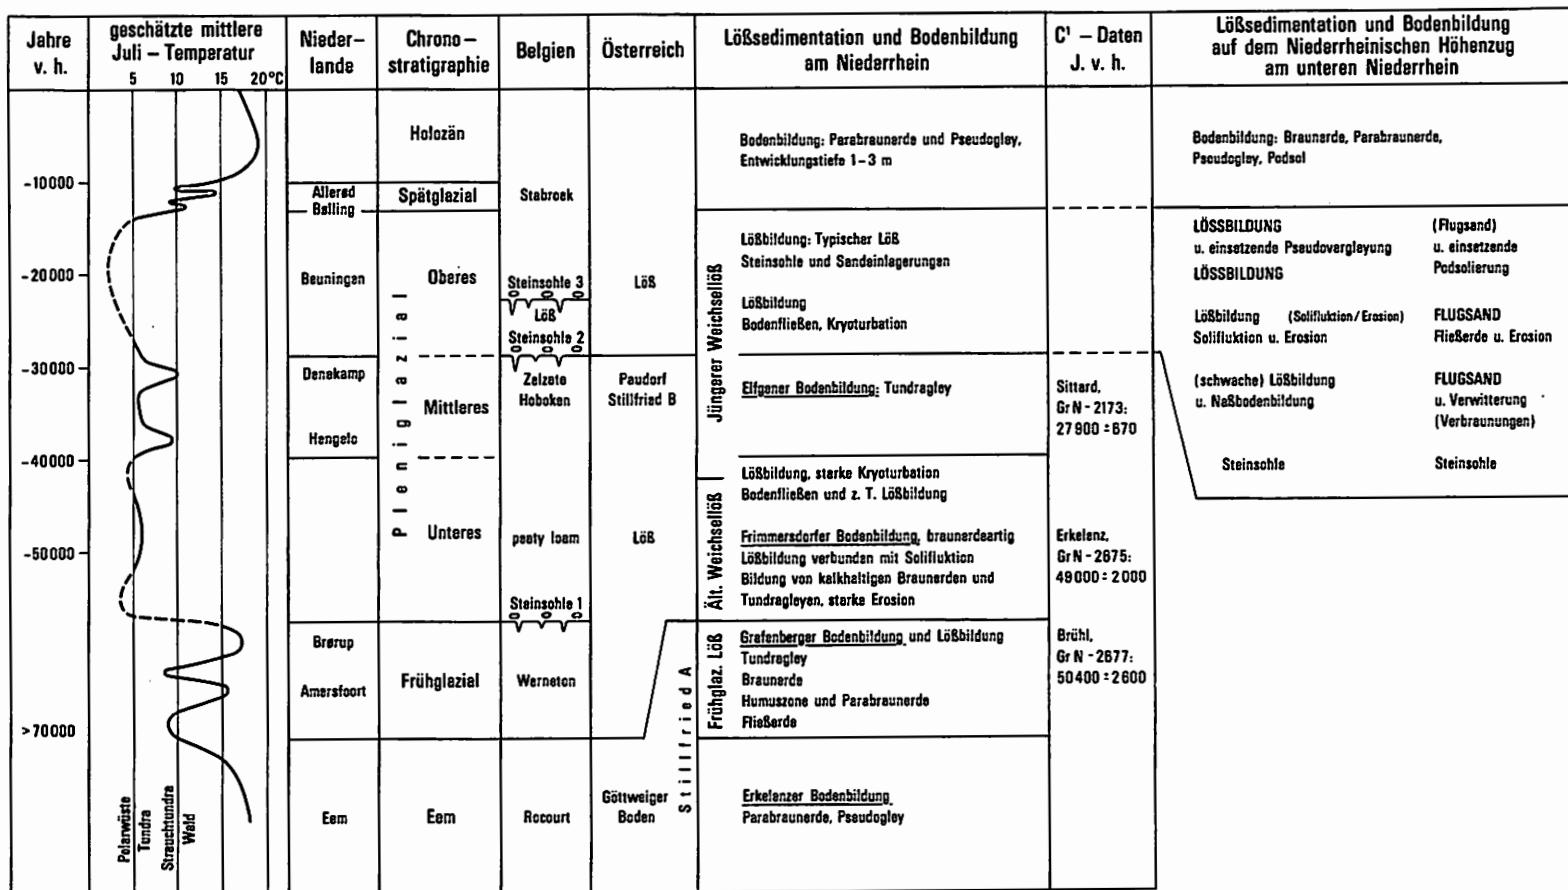 Jahre
v. h.
geschätzte mittlere
Juli – Temperatur
5 10 15 20°C
Nieder–
lande
Chrono–
stratigraphie
Belgien
Österreich
Lößsedimentation und Bodenbildung
am Niederrhein
C¹ – Daten
J. v. h.
Lößsedimentation und Bodenbildung
auf dem Niederrheinischen Höhenzug
am unteren Niederrhein
-10000
-20000
-30000
-40000
-50000
>70000
Polarwüste
Tundra
Strauchtundra
Wald
Allerød
Bølling
Beuningen
Denekamp
Hengelo
Brørup
Amersfoort
Eem
Holozän
Spätglazial
Pleniglazial
Oberes
Mittleres
Unteres
Frühglazial
Eem
Stabroek
Steinsohle 3
Löß
Steinsohle 2
Zelzate
Hoboken
peaty loam
Steinsohle 1
Warneton
Rocourt
Löß
Paudorf
Stillfried B
Löß
Göttweiger
Boden
Stillfried A
Jüngerer Weichsellöß
Ält. Weichsellöß
Frühglaz. Löß
Bodenbildung: Parabraunerde und Pseudogley,
Entwicklungstiefe 1–3 m
Lößbildung: Typischer Löß
Steinsohle und Sandeinlagerungen
Lößbildung
Bodenfließen, Kryoturbation
Elfgener Bodenbildung: Tundragley
Lößbildung, starke Kryoturbation
Bodenfließen und z. T. Lößbildung
Frimmersdorfer Bodenbildung, braunerdeartig
Lößbildung verbunden mit Solifluktion
Bildung von kalkhaltigen Braunerden und
Tundragleyen, starke Erosion
Grafenberger Bodenbildung und Lößbildung
Tundragley
Braunerde
Humuszone und Parabraunerde
Fließerde
Erkelenzer Bodenbildung
Parabraunerde, Pseudogley
Sittard,
GrN-2173:
27900±670
Erkelenz,
GrN-2675:
49000±2000
Brühl,
GrN-2677:
50400±2600
Bodenbildung: Braunerde, Parabraunerde,
Pseudogley, Podsol
LÖSSBILDUNG (Flugsand)
u. einsetzende Pseudovergleyung u. einsetzende
LÖSSBILDUNG Podsolierung
Lößbildung (Solifluktion/Erosion) FLUGSAND
Solifluktion u. Erosion Fließerde u. Erosion
(schwache) Lößbildung FLUGSAND
u. Naßbodenbildung u. Verwitterung
(Verbraunungen)
Steinsohle Steinsohle